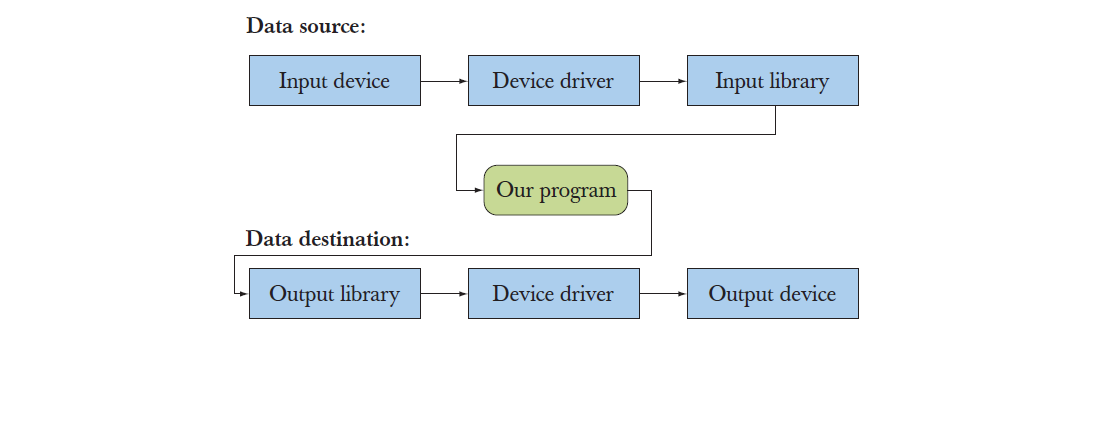 Data source:
Input device
Device driver
Input library
Our program
Data destination:
Output library
Device driver
Output device